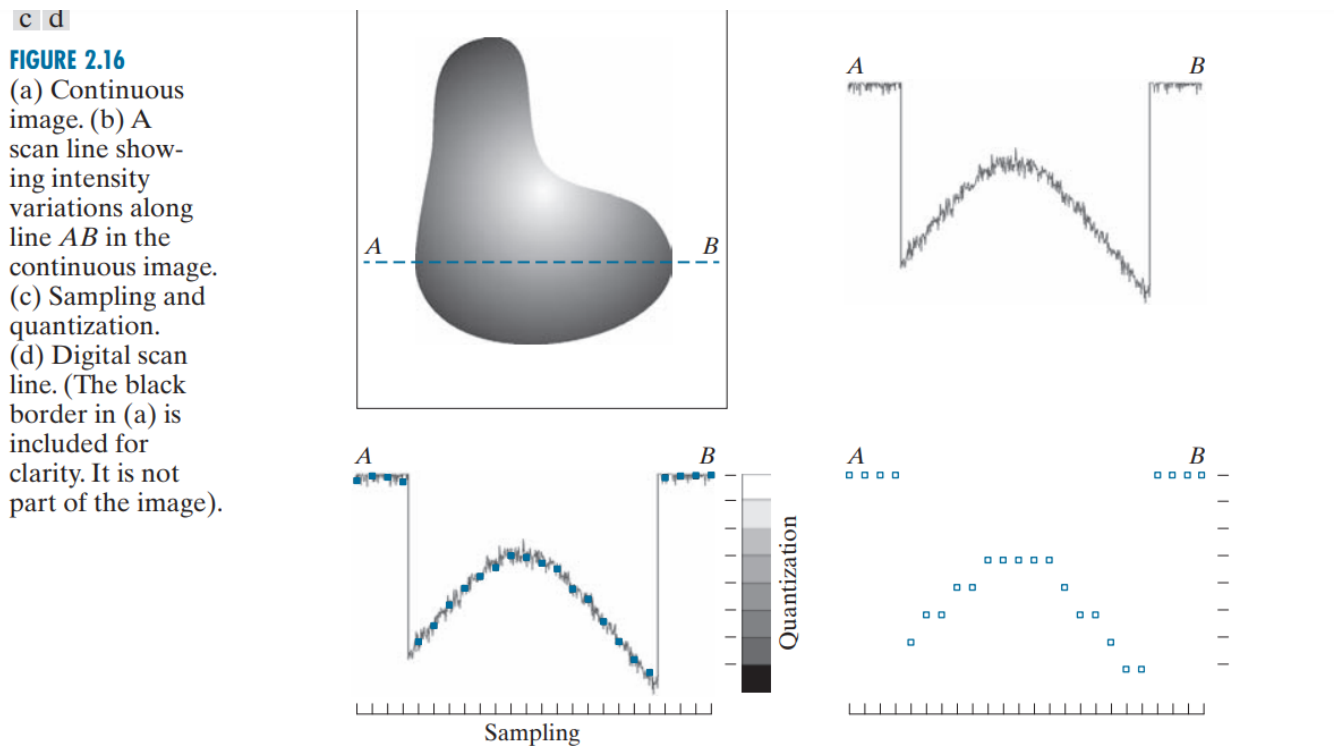 c d
FIGURE 2.16
(a) Continuous
image. (b) A
scan line show-
ing intensity
variations along
line AB in the
continuous image.
(c) Sampling and
quantization.
(d) Digital scan
line. (The black
border in (a) is
included for
clarity. It is not
part of the image).
A B
A B
A B
Quantization
Sampling
A B